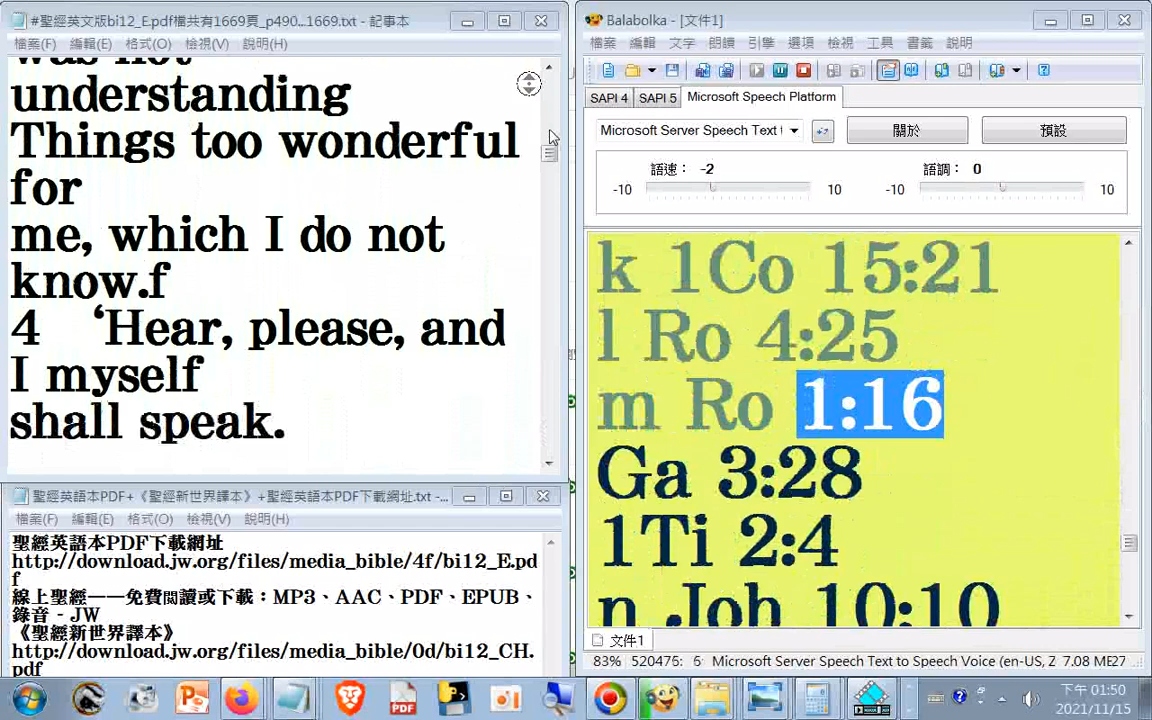 #聖經英文版bi12_E.pdf檔共有1669頁_p490...1669.txt - 記事本
檔案(F) 編輯(E) 格式(O) 檢視(V) 說明(H)
was not
understanding
Things too wonderful
for
me, which I do not
know.f
4 ‘Hear, please, and
I myself
shall speak.
聖經英語本PDF+《聖經新世界譯本》+聖經英語本PDF下載網址.txt - ...
檔案(F) 編輯(E) 格式(O) 檢視(V) 說明(H)
聖經英語本PDF下載網址
http://download.jw.org/files/media_bible/4f/bi12_E.pd
f
線上聖經——免費閱讀或下載：MP3、AAC、PDF、EPUB、
錄音 - JW
《聖經新世界譯本》
http://download.jw.org/files/media_bible/0d/bi12_CH.
pdf
Balabolka - [文件1]
檔案 編輯 文字 朗讀 引擎 選項 檢視 工具 書籤 說明
SAPI 4 SAPI 5 Microsoft Speech Platform
Microsoft Server Speech Text t 關於 預設
語速： -2 語調： 0
-10 10 -10 10
k 1Co 15:21
l Ro 4:25
m Ro 1:16
Ga 3:28
1Ti 2:4
n Joh 10:10
文件1
83% 520475: 6 Microsoft Server Speech Text to Speech Voice (en-US, Z 7.08 ME27
下午 01:50
2021/11/15